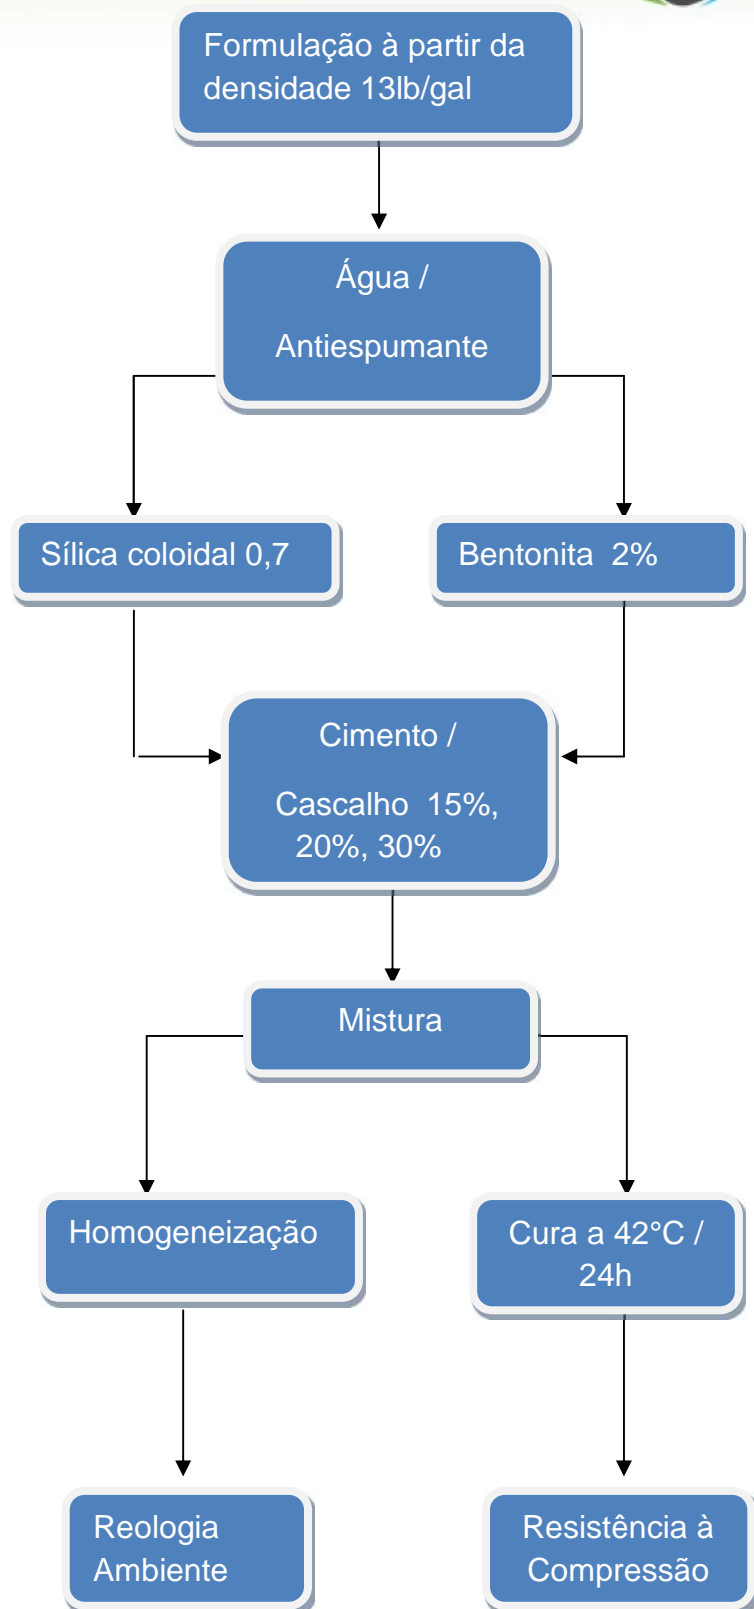 Formulação à partir da
densidade 13lb/gal
Água /
Antiespumante
Sílica coloidal 0,7
Bentonita 2%
Cimento /
Cascalho 15%,
20%, 30%
Mistura
Homogeneização
Cura a 42°C /
24h
Reologia
Ambiente
Resistência à
Compressão